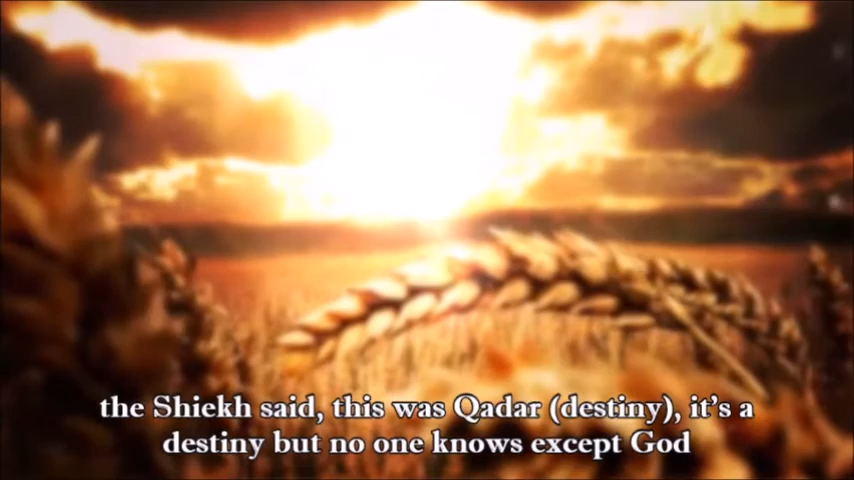 the Shiekh said, this was Qadar (destiny), it's a
destiny but no one knows except God